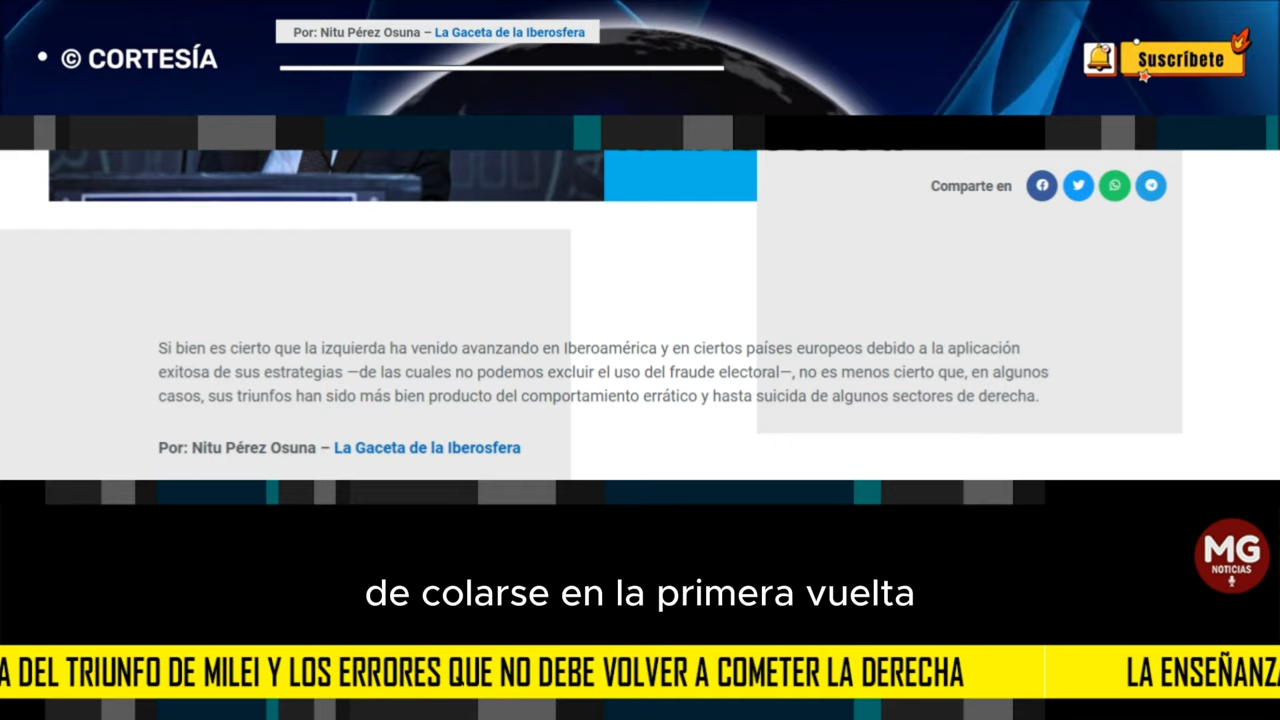 • © CORTESÍA
Por: Nitu Pérez Osuna – La Gaceta de la Iberosfera
Suscríbete
Comparte en
Si bien es cierto que la izquierda ha venido avanzando en Iberoamérica y en ciertos países europeos debido a la aplicación
exitosa de sus estrategias —de las cuales no podemos excluir el uso del fraude electoral—, no es menos cierto que, en algunos
casos, sus triunfos han sido más bien producto del comportamiento errático y hasta suicida de algunos sectores de derecha.
Por: Nitu Pérez Osuna – La Gaceta de la Iberosfera
MG
NOTICIAS
de colarse en la primera vuelta
A DEL TRIUNFO DE MILEI Y LOS ERRORES QUE NO DEBE VOLVER A COMETER LA DERECHA
LA ENSEÑANZA